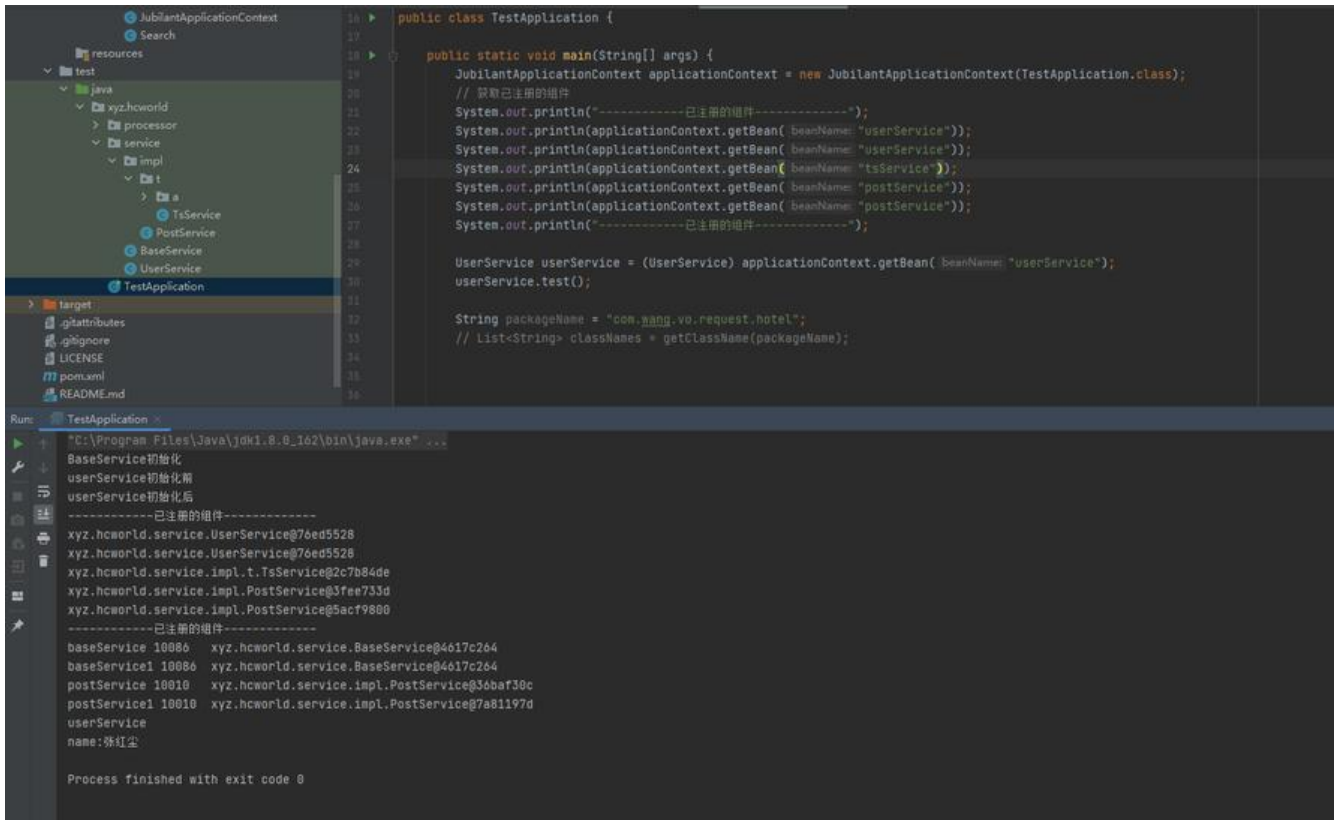 JubilantApplicationContext
Search
resources
test
java
xyz.hcworld
processor
service
impl
t
a
TsService
PostService
BaseService
UserService
TestApplication
target
.gitattributes
.gitignore
LICENSE
pom.xml
README.md
16 public class TestApplication {
17
18 public static void main(String[] args) {
19 JubilantApplicationContext applicationContext = new JubilantApplicationContext(TestApplication.class);
20 // 获取已注册的组件
21 System.out.println("------------已注册的组件-------------");
22 System.out.println(applicationContext.getBean( beanName: "userService"));
23 System.out.println(applicationContext.getBean( beanName: "userService"));
24 System.out.println(applicationContext.getBean( beanName: "tsService"));
25 System.out.println(applicationContext.getBean( beanName: "postService"));
26 System.out.println(applicationContext.getBean( beanName: "postService"));
27 System.out.println("------------已注册的组件-------------");
28
29 UserService userService = (UserService) applicationContext.getBean( beanName: "userService");
30 userService.test();
31
32 String packageName = "com.wang.vo.request.hotel";
33 // List<String> classNames = getClassName(packageName);
34
35
36
Run: TestApplication
"C:\Program Files\Java\jdk1.8.0_162\bin\java.exe" ...
BaseService初始化
userService初始化前
userService初始化后
------------已注册的组件-------------
xyz.hcworld.service.UserService@76ed5528
xyz.hcworld.service.UserService@76ed5528
xyz.hcworld.service.impl.t.TsService@2c7b84de
xyz.hcworld.service.impl.PostService@3fee733d
xyz.hcworld.service.impl.PostService@5acf9800
------------已注册的组件-------------
baseService 10086 xyz.hcworld.service.BaseService@4617c264
baseService1 10086 xyz.hcworld.service.BaseService@4617c264
postService 10010 xyz.hcworld.service.impl.PostService@36baf30c
postService1 10010 xyz.hcworld.service.impl.PostService@7a81197d
userService
name:张红尘
Process finished with exit code 0